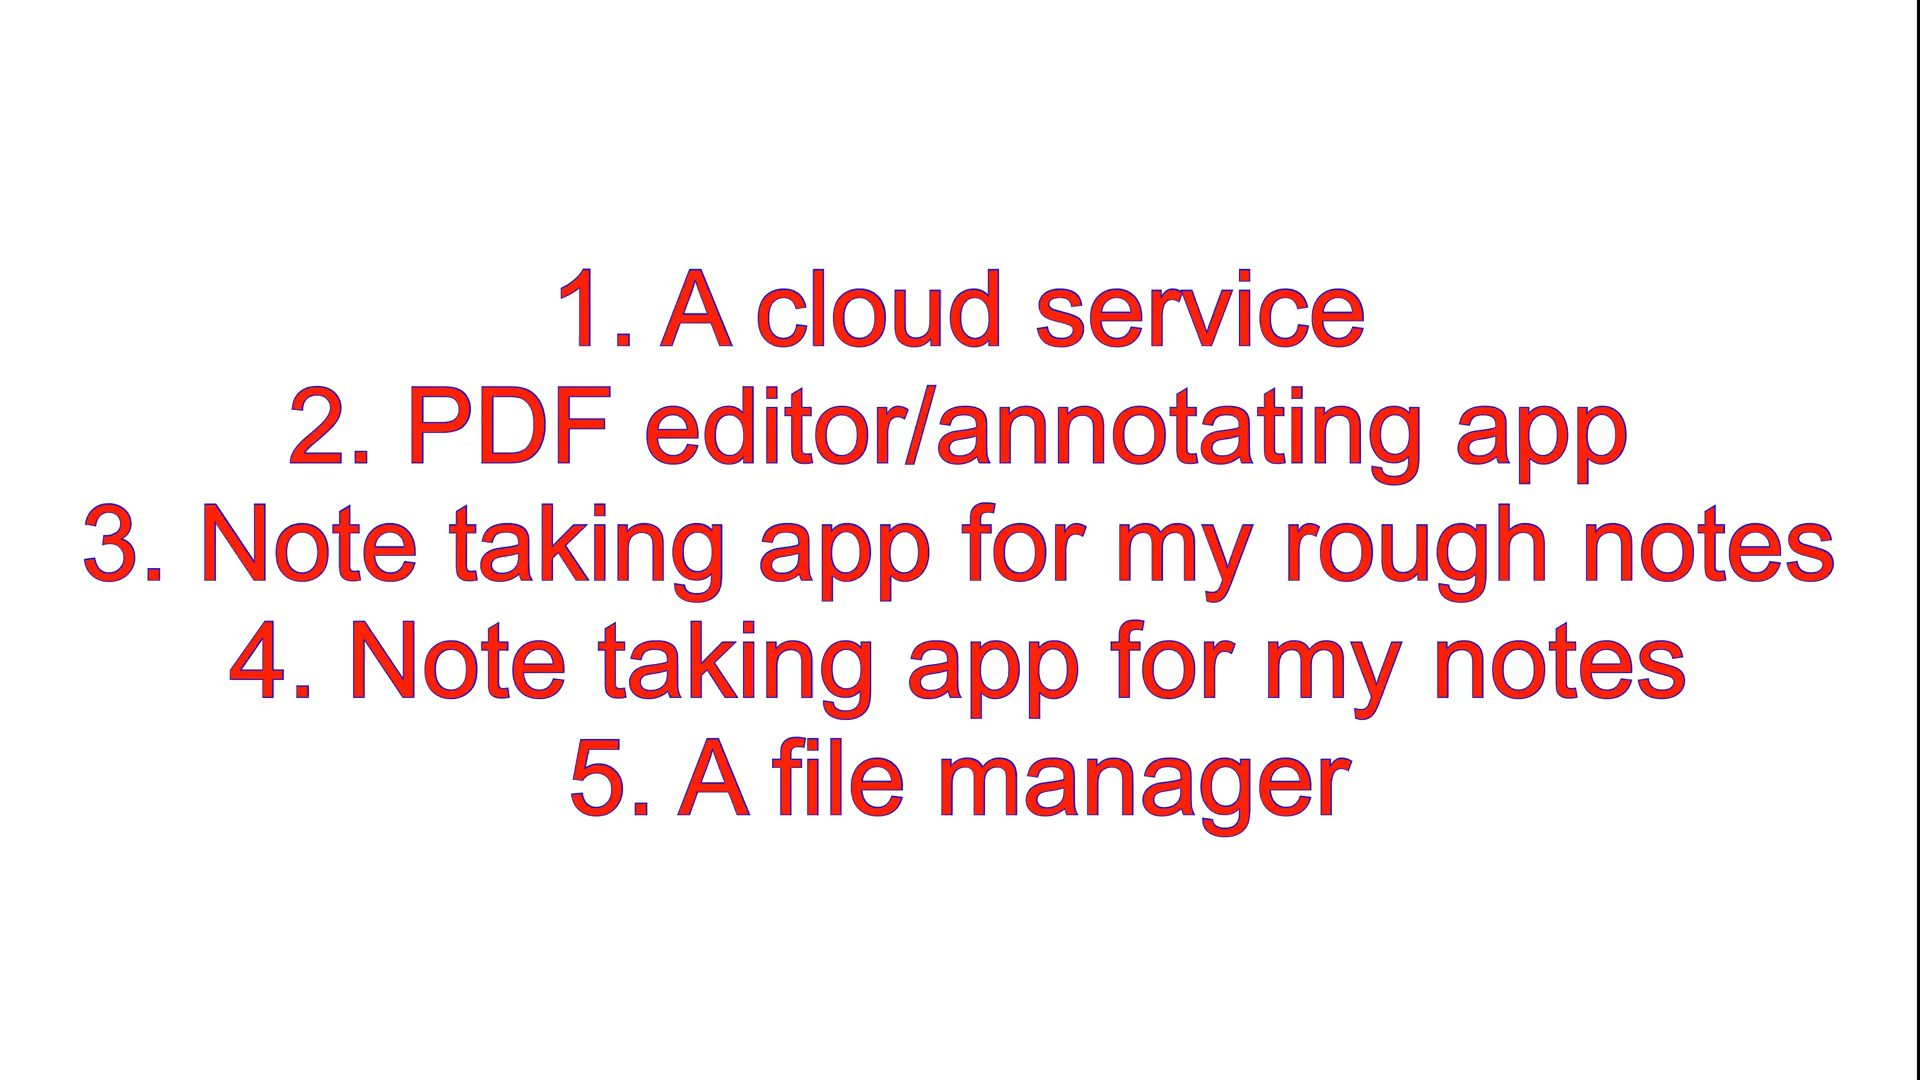 1. A cloud service
2. PDF editor/annotating app
3. Note taking app for my rough notes
4. Note taking app for my notes
5. A file manager